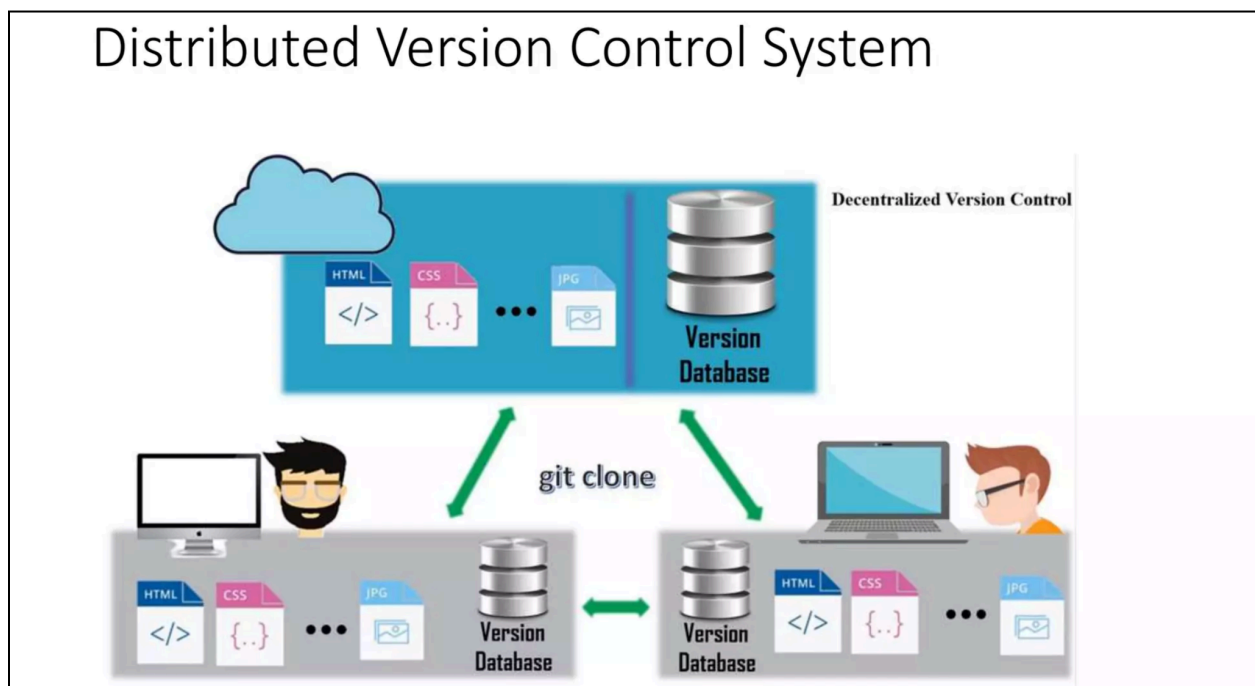 Distributed Version Control System
Decentralized Version Control
HTML
</>
CSS
{..}
•••
JPG
Version
Database
git clone
HTML
</>
CSS
{..}
•••
JPG
Version
Database
Version
Database
HTML
</>
CSS
{..}
•••
JPG